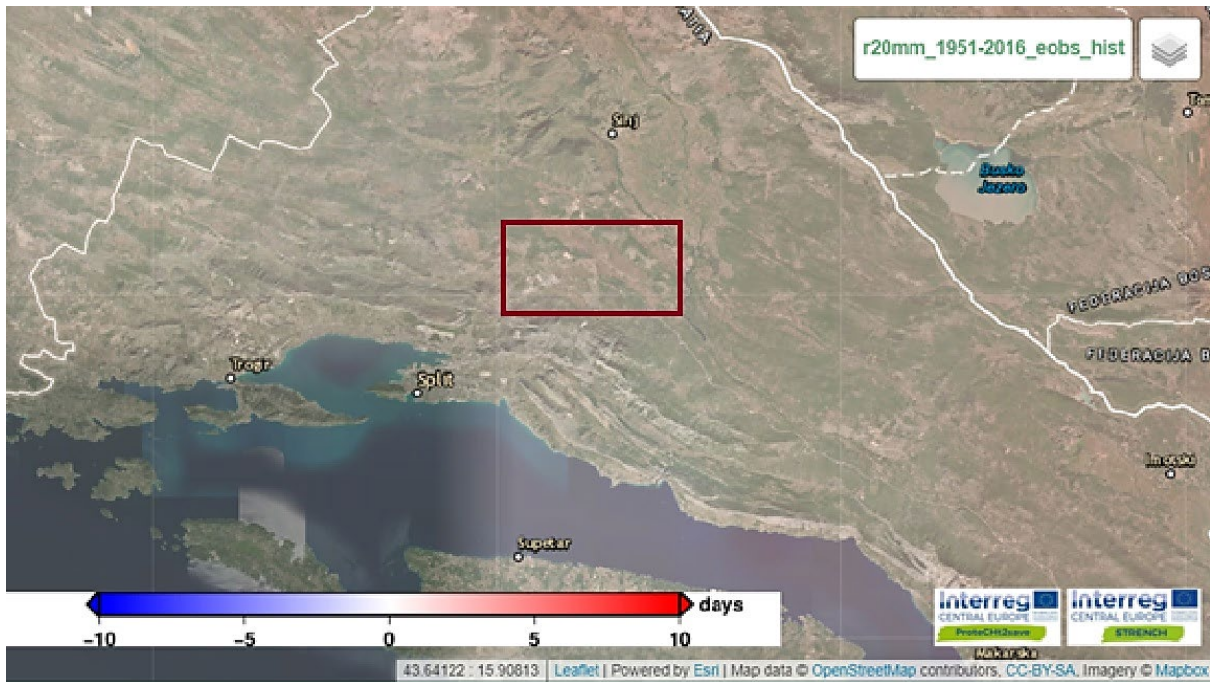 r20mm_1951-2016_eobs_hist
Sinj
Busko
Jezero
FEDERACIJA BOS
FEDERACIJA B
Trogir
Split
Imotski
Supetar
days
−10
−5
0
5
10
Interreg
CENTRAL EUROPE
ProteCHt2save
Interreg
CENTRAL EUROPE
STRENCH
Makarska
43.64122 : 15.90813
Leaflet | Powered by Esri | Map data © OpenStreetMap contributors, CC-BY-SA, Imagery © Mapbox